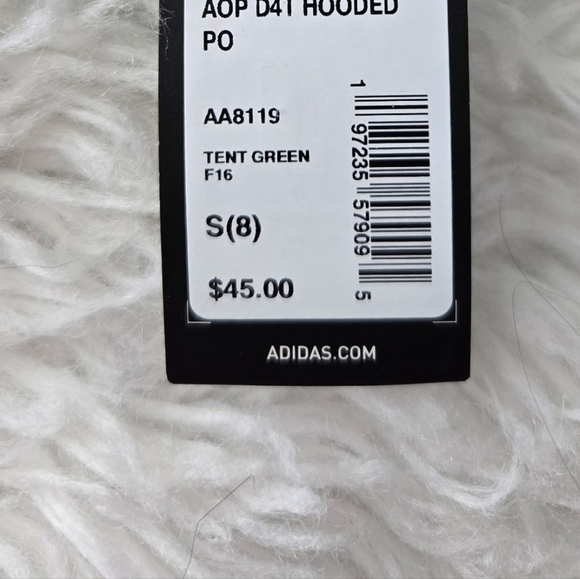 AOP D4T HOODED
PO
AA8119
TENT GREEN
F16
S(8)
$45.00
1 97235 57909 5
ADIDAS.COM